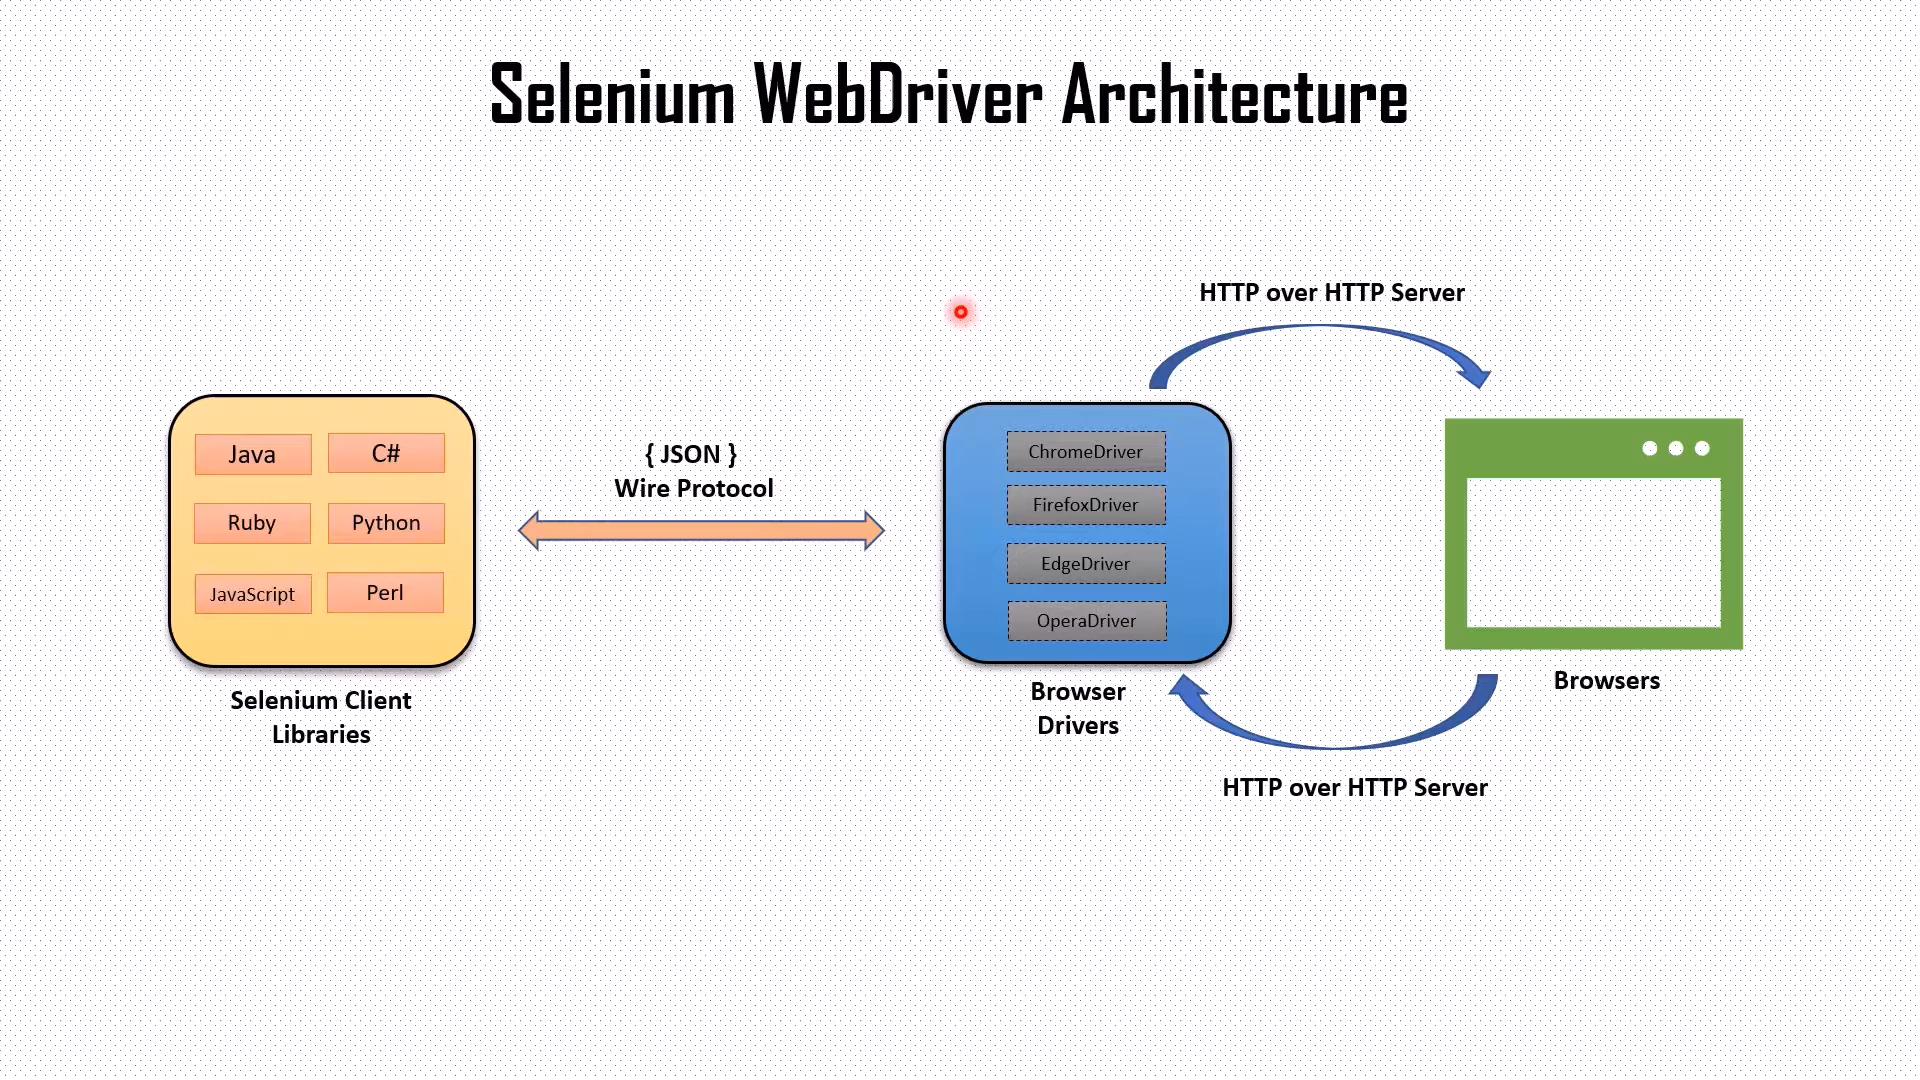 Selenium WebDriver Architecture
HTTP over HTTP Server
Java
C#
Ruby
Python
JavaScript
Perl
Selenium Client
Libraries
{ JSON }
Wire Protocol
ChromeDriver
FirefoxDriver
EdgeDriver
OperaDriver
Browser
Drivers
Browsers
HTTP over HTTP Server